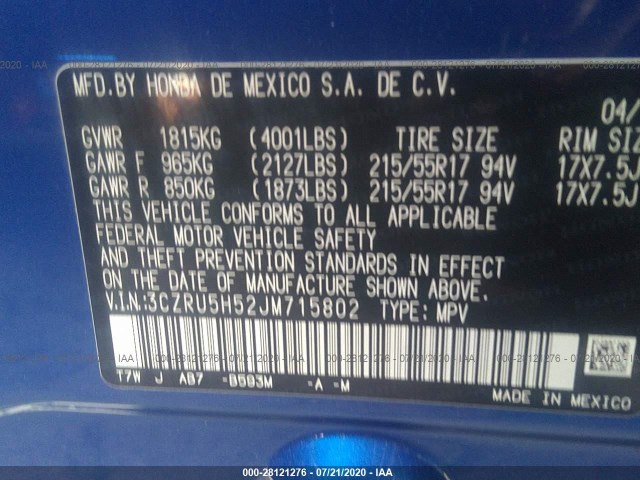 MFD.BY HONDA DE MEXICO S.A. DE C.V.
04/
GVWR 1815KG (4001LBS) TIRE SIZE RIM SIZ
GAWR F 965KG (2127LBS) 215/55R17 94V 17X7.5J
GAWR R 850KG (1873LBS) 215/55R17 94V 17X7.5J
THIS VEHICLE CONFORMS TO ALL APPLICABLE
FEDERAL MOTOR VEHICLE SAFETY
AND THEFT PREVENTION STANDARDS IN EFFECT
ON THE DATE OF MANUFACTURE SHOWN ABOVE.
V.I.N:3CZRU5H52JM715802 TYPE: MPV
T7W J AB7 -B593M -A -M
MADE IN MEXICO
000-28121276 - 07/21/2020 - IAA